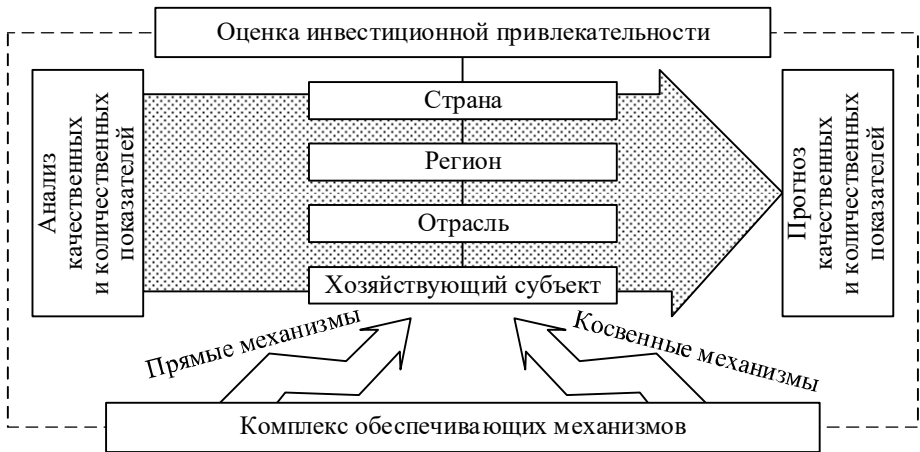 Оценка инвестиционной привлекательности
Анализ
качественных
и количественных
показателей
Страна
Регион
Отрасль
Хозяйствующий субъект
Прогноз
качественных
и количественных
показателей
Прямые механизмы
Косвенные механизмы
Комплекс обеспечивающих механизмов